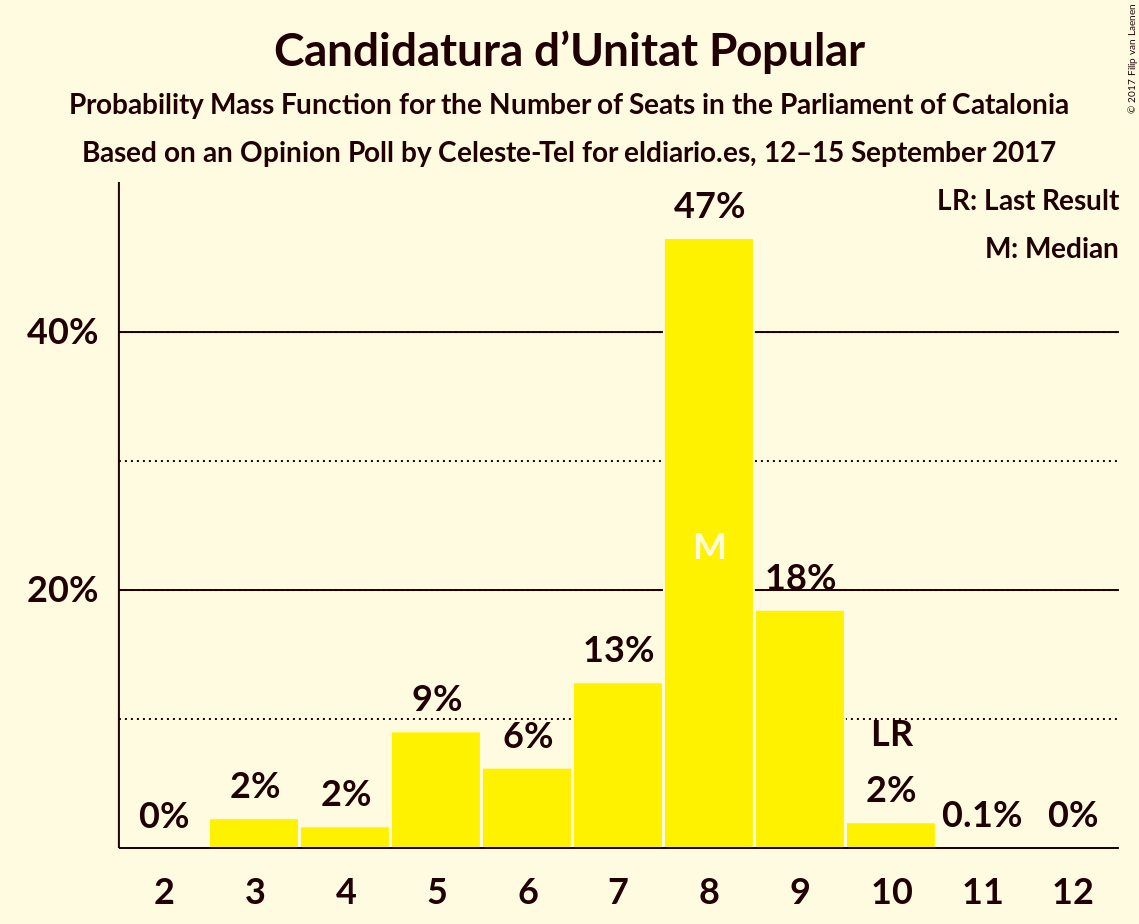 Candidatura d’Unitat Popular
Probability Mass Function for the Number of Seats in the Parliament of Catalonia
Based on an Opinion Poll by Celeste-Tel for eldiario.es, 12–15 September 2017
© 2017 Filip van Laenen
LR: Last Result
M: Median
40%
20%
0%
2%
2%
9%
6%
13%
47%
M
18%
LR
2%
0.1%
0%
2 3 4 5 6 7 8 9 10 11 12